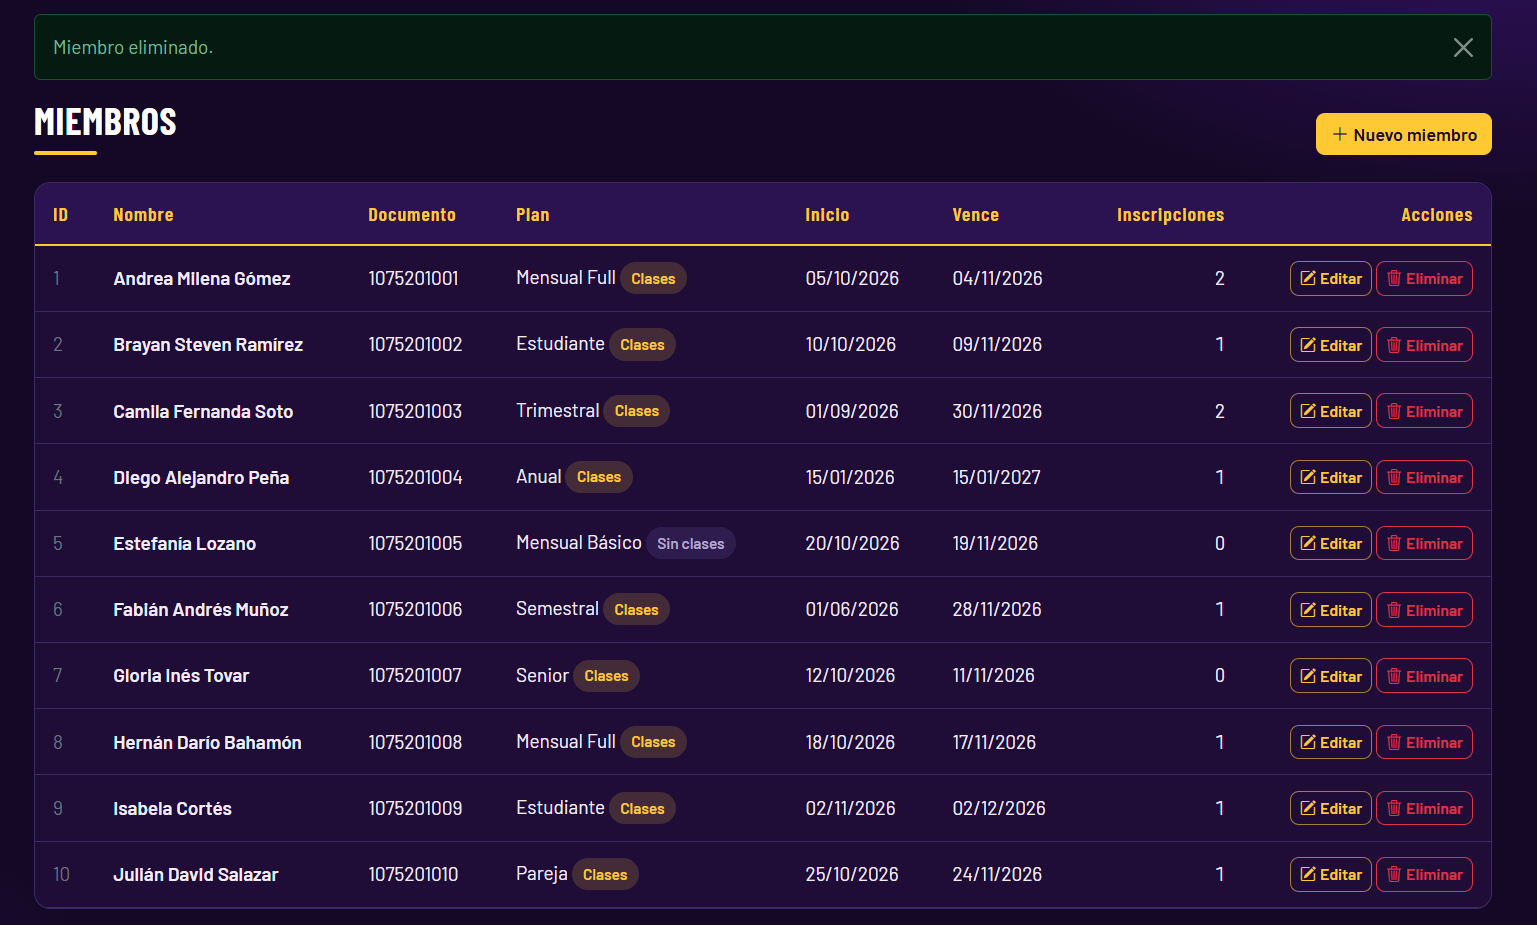 Miembro eliminado.
MIEMBROS
+ Nuevo miembro
ID Nombre Documento Plan Inicio Vence Inscripciones Acciones
1 Andrea Milena Gómez 1075201001 Mensual Full Clases 05/10/2026 04/11/2026 2 Editar Eliminar
2 Brayan Steven Ramírez 1075201002 Estudiante Clases 10/10/2026 09/11/2026 1 Editar Eliminar
3 Camila Fernanda Soto 1075201003 Trimestral Clases 01/09/2026 30/11/2026 2 Editar Eliminar
4 Diego Alejandro Peña 1075201004 Anual Clases 15/01/2026 15/01/2027 1 Editar Eliminar
5 Estefanía Lozano 1075201005 Mensual Básico Sin clases 20/10/2026 19/11/2026 0 Editar Eliminar
6 Fabián Andrés Muñoz 1075201006 Semestral Clases 01/06/2026 28/11/2026 1 Editar Eliminar
7 Gloria Inés Tovar 1075201007 Senior Clases 12/10/2026 11/11/2026 0 Editar Eliminar
8 Hernán Darío Bahamón 1075201008 Mensual Full Clases 18/10/2026 17/11/2026 1 Editar Eliminar
9 Isabela Cortés 1075201009 Estudiante Clases 02/11/2026 02/12/2026 1 Editar Eliminar
10 Julián David Salazar 1075201010 Pareja Clases 25/10/2026 24/11/2026 1 Editar Eliminar